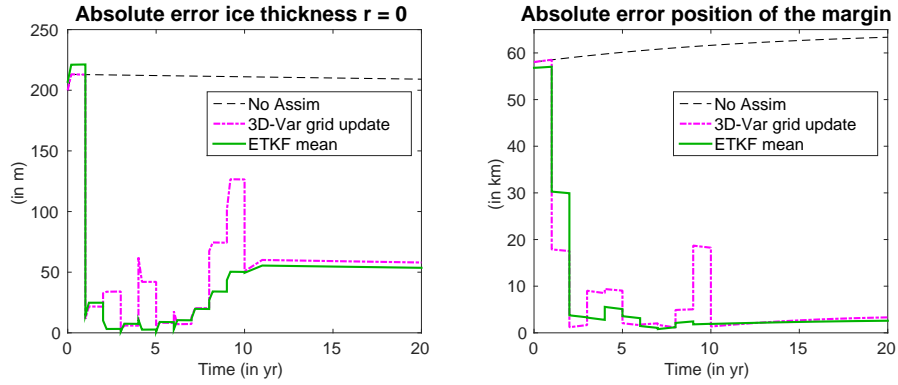 Absolute error ice thickness r = 0
250
200
150
100
50
0
(in m)
No Assim
3D-Var grid update
ETKF mean
0 5 10 15 20
Time (in yr)
Absolute error position of the margin
60
50
40
30
20
10
0
(in km)
No Assim
3D-Var grid update
ETKF mean
0 5 10 15 20
Time (in yr)